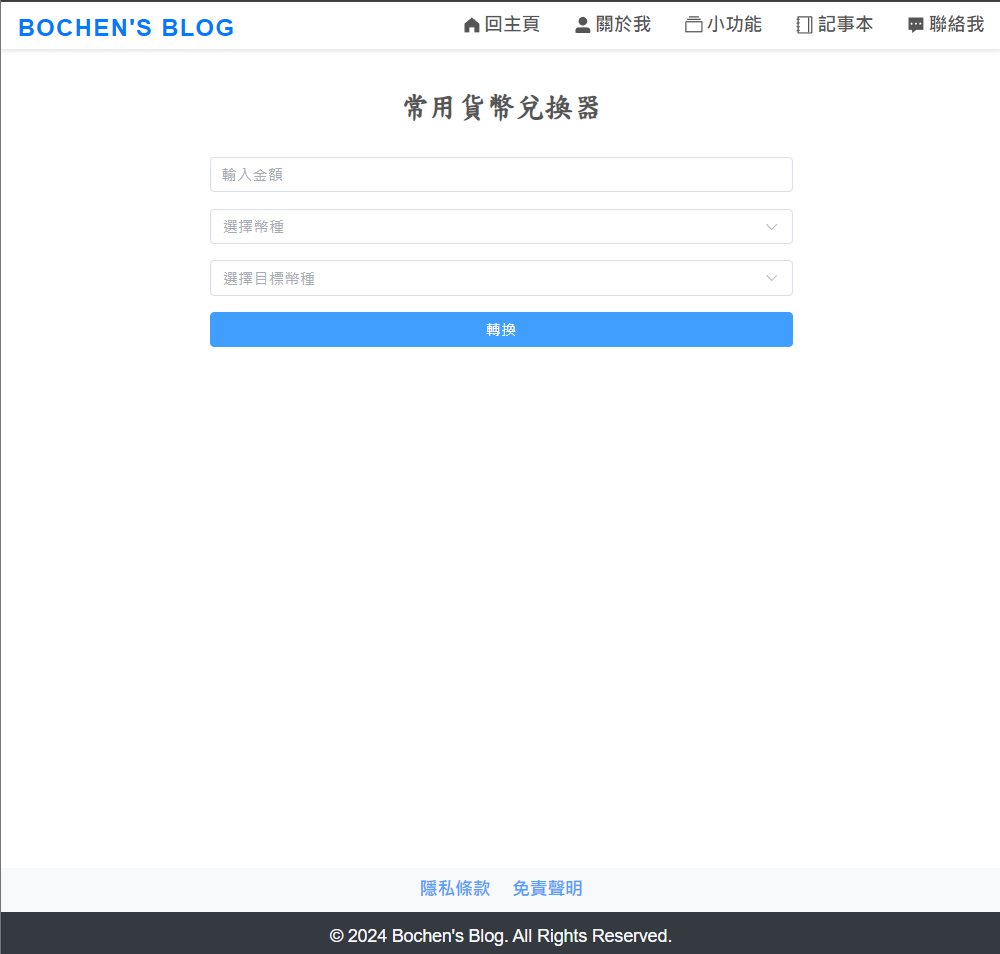 BOCHEN'S BLOG 回主頁 關於我 小功能 記事本 聯絡我
常用貨幣兌換器
輸入金額
選擇幣種
選擇目標幣種
轉換
隱私條款 免責聲明
© 2024 Bochen's Blog. All Rights Reserved.